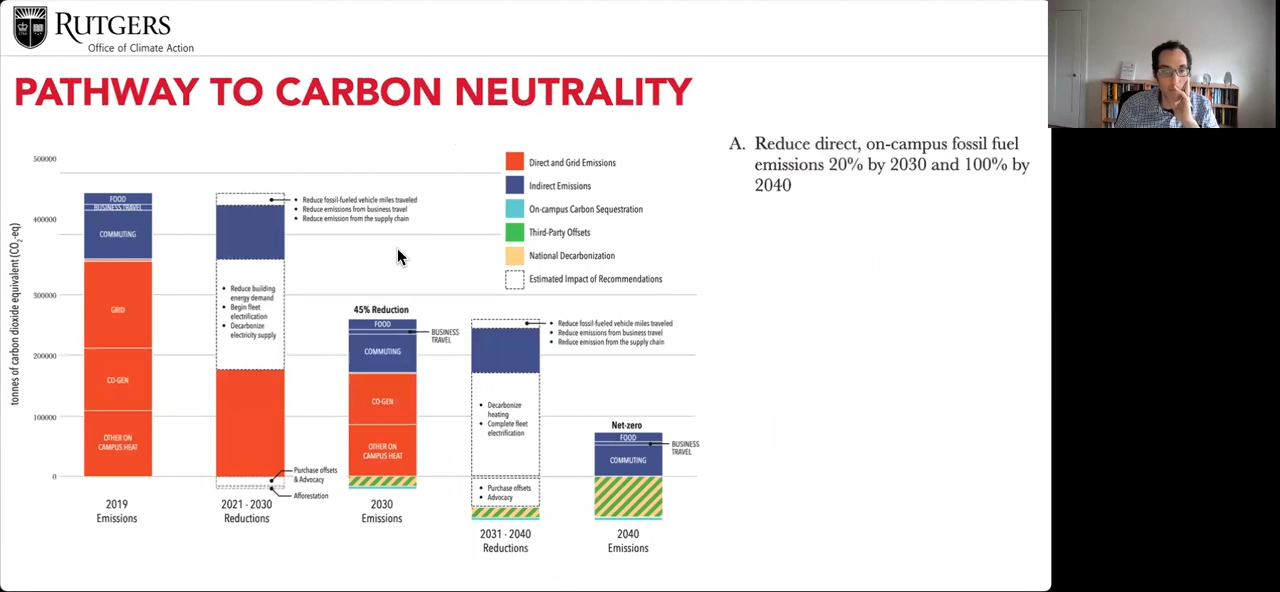 RUTGERS
Office of Climate Action
PATHWAY TO CARBON NEUTRALITY
A. Reduce direct, on-campus fossil fuel
emissions 20% by 2030 and 100% by
2040
tonnes of carbon dioxide equivalent (CO2-eq)
500000
400000
300000
200000
100000
0
FOOD
BUSINESS TRAVEL
COMMUTING
GRID
CO-GEN
OTHER ON
CAMPUS HEAT
2019
Emissions
• Reduce fossil-fueled vehicle miles traveled
• Reduce emissions from business travel
• Reduce emission from the supply chain
• Reduce building
energy demand
• Begin fleet
electrification
• Decarbonize
electricity supply
Purchase offsets
& Advocacy
Afforestation
2021 - 2030
Reductions
45% Reduction
FOOD
BUSINESS
TRAVEL
COMMUTING
CO-GEN
OTHER ON
CAMPUS HEAT
2030
Emissions
• Reduce fossil-fueled vehicle miles traveled
• Reduce emissions from business travel
• Reduce emission from the supply chain
• Decarbonize
heating
• Complete fleet
electrification
• Purchase offsets
• Advocacy
2031 - 2040
Reductions
Net-zero
FOOD
BUSINESS
TRAVEL
COMMUTING
2040
Emissions
Direct and Grid Emissions
Indirect Emissions
On-campus Carbon Sequestration
Third-Party Offsets
National Decarbonization
Estimated Impact of Recommendations